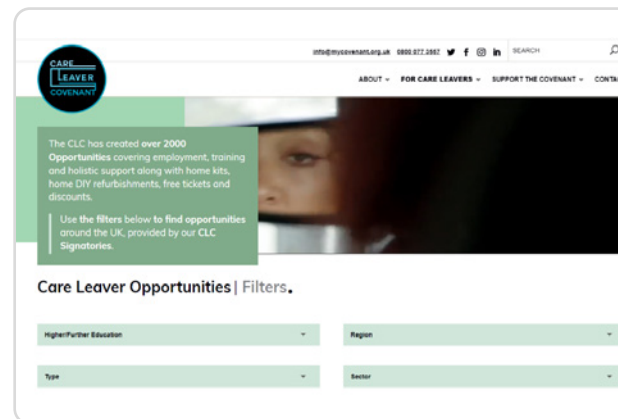 info@mycovenant.org.uk 0800 077 3557 SEARCH
CARE
LEAVER
COVENANT
ABOUT FOR CARE LEAVERS SUPPORT THE COVENANT CONTA
The CLC has created over 2000
Opportunities covering employment, training
and holistic support along with home kits,
home DIY refurbishments, free tickets and
discounts.
Use the filters below to find opportunities
around the UK, provided by our CLC
Signatories.
Care Leaver Opportunities | Filters.
Higher/Further Education Region
Type Sector